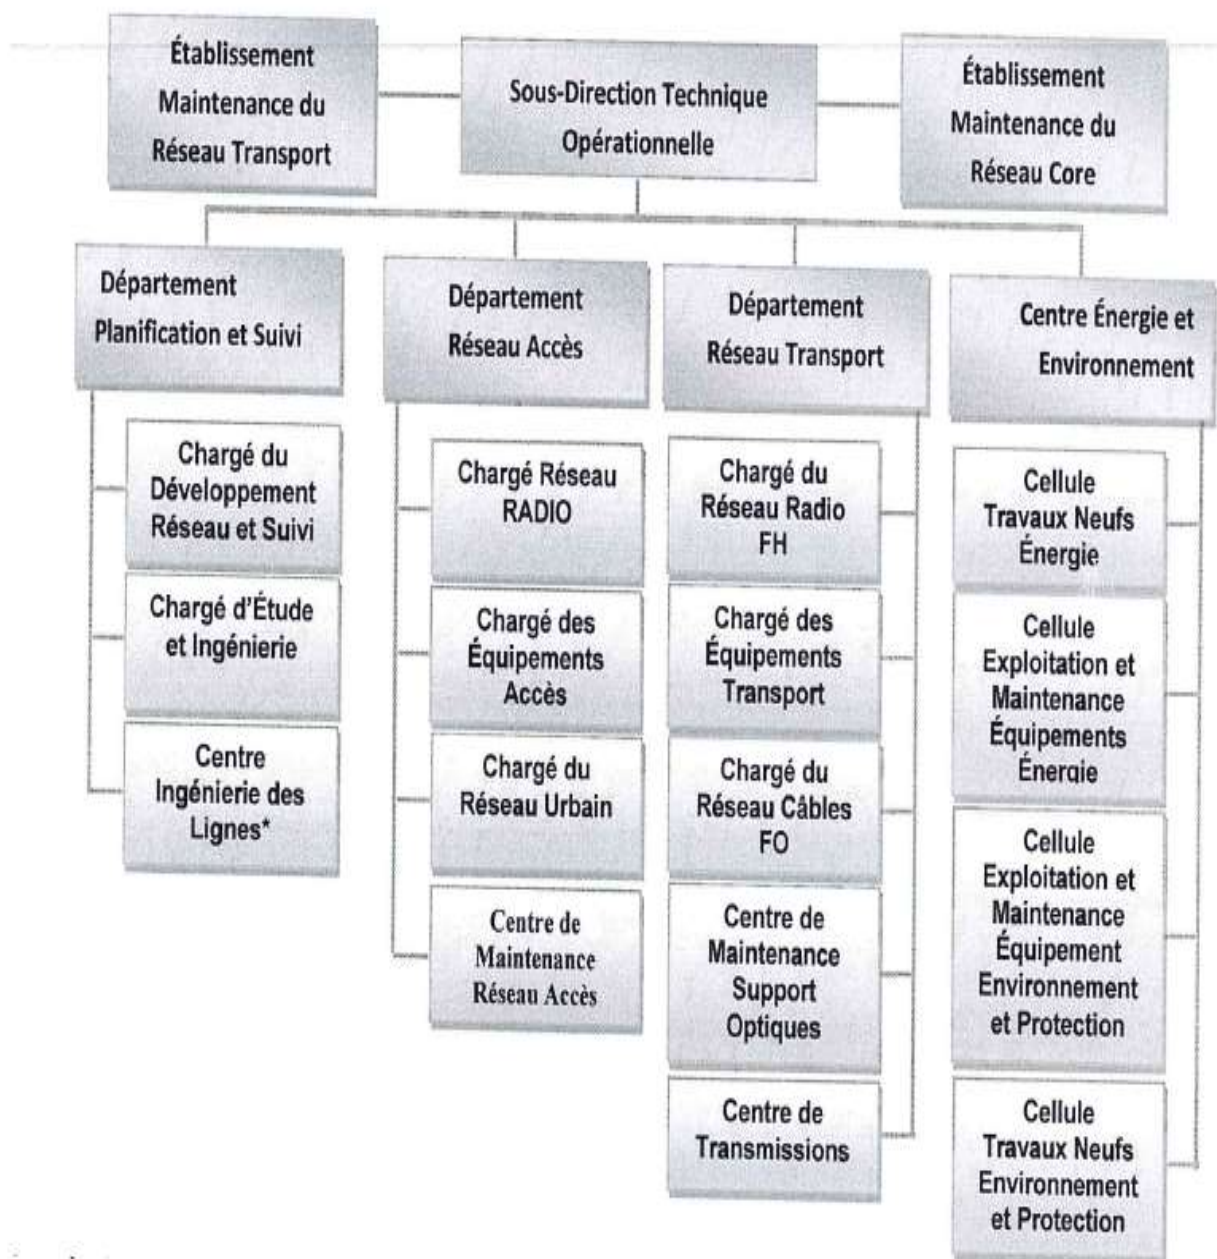 Établissement
Maintenance du
Réseau Transport
Sous-Direction Technique
Opérationnelle
Établissement
Maintenance du
Réseau Core
Département
Planification et Suivi
Département
Réseau Accès
Département
Réseau Transport
Centre Énergie et
Environnement
Chargé du
Développement
Réseau et Suivi
Chargé d'Étude
et Ingénierie
Centre
Ingénierie des
Lignes*
Chargé Réseau
RADIO
Chargé des
Équipements
Accès
Chargé du
Réseau Urbain
Centre de
Maintenance
Réseau Accès
Chargé du
Réseau Radio
FH
Chargé des
Équipements
Transport
Chargé du
Réseau Câbles
FO
Centre de
Maintenance
Support
Optiques
Centre de
Transmissions
Cellule
Travaux Neufs
Énergie
Cellule
Exploitation et
Maintenance
Équipements
Énergie
Cellule
Exploitation et
Maintenance
Équipement
Environnement
et Protection
Cellule
Travaux Neufs
Environnement
et Protection